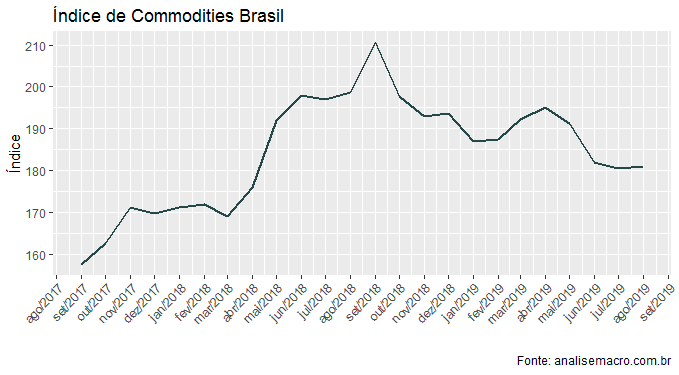 Índice de Commodities Brasil
210
200
190
180
170
160
Índice
ago/2017
set/2017
out/2017
nov/2017
dez/2017
jan/2018
fev/2018
mar/2018
abr/2018
mai/2018
jun/2018
jul/2018
ago/2018
set/2018
out/2018
nov/2018
dez/2018
jan/2019
fev/2019
mar/2019
abr/2019
mai/2019
jun/2019
jul/2019
ago/2019
set/2019
Fonte: analisemacro.com.br